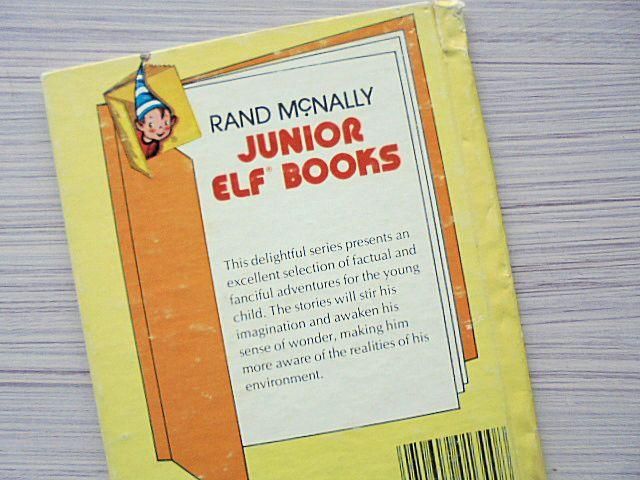 RAND McNALLY
JUNIOR
ELF® BOOKS
This delightful series presents an
excellent selection of factual and
fanciful adventures for the young
child. The stories will stir his
imagination and awaken his
sense of wonder, making him
more aware of the realities of his
environment.